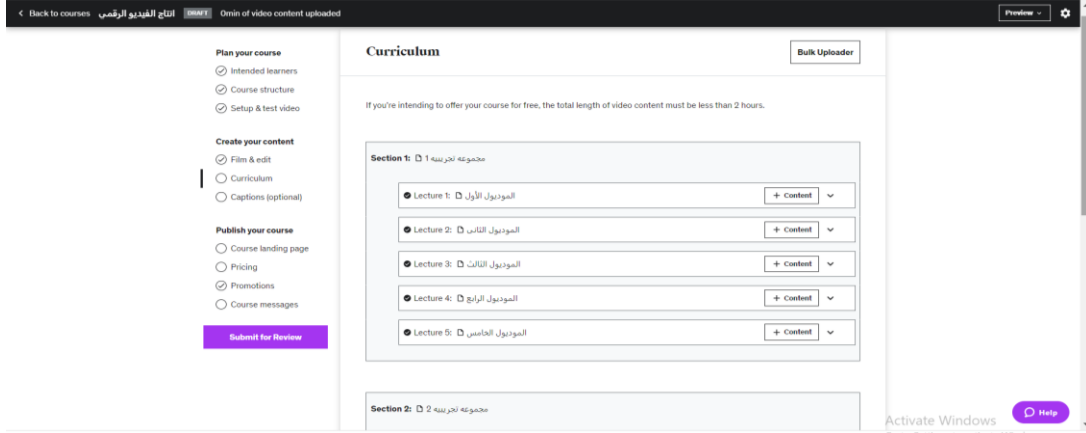 Back to courses انتاج الفيديو الرقمي DRAFT 0min of video content uploaded
Preview
Plan your course
Intended learners
Course structure
Setup & test video
Create your content
Film & edit
Curriculum
Captions (optional)
Publish your course
Course landing page
Pricing
Promotions
Course messages
Submit for Review
Curriculum
Bulk Uploader
If you're intending to offer your course for free, the total length of video content must be less than 2 hours.
Section 1: مجموعه تجريبيه 1
Lecture 1: الموديول الأول + Content
Lecture 2: الموديول الثانى + Content
Lecture 3: الموديول الثالث + Content
Lecture 4: الموديول الرابع + Content
Lecture 5: الموديول الخامس + Content
Section 2: مجموعه تجريبيه 2
Activate Windows
Help